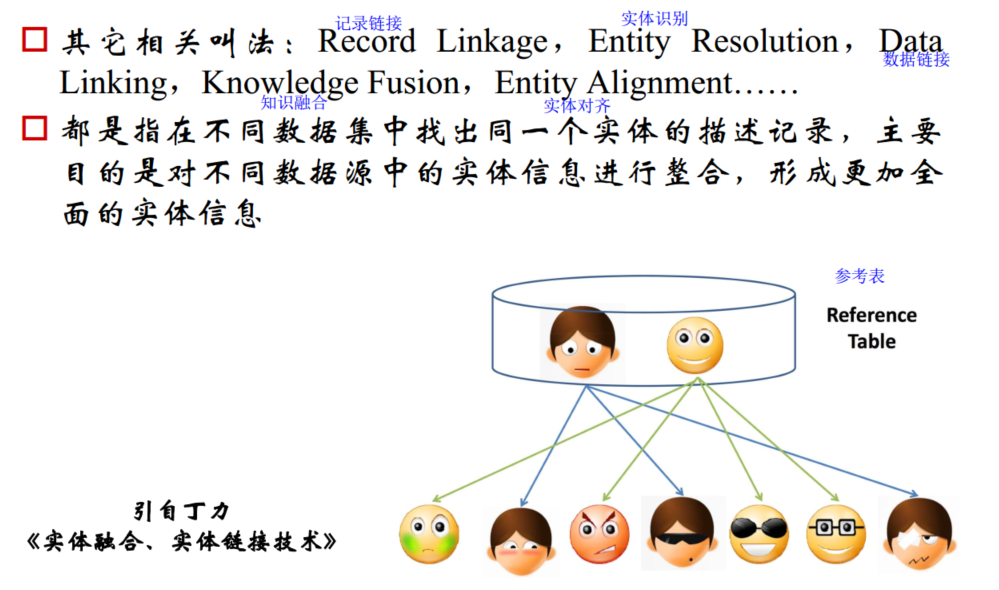 记录链接 实体识别
其它相关叫法：Record Linkage，Entity Resolution，Data
数据链接
Linking，Knowledge Fusion，Entity Alignment……
知识融合 实体对齐
都是指在不同数据集中找出同一个实体的描述记录，主要
目的是对不同数据源中的实体信息进行整合，形成更加全
面的实体信息
参考表
Reference
Table
引自丁力
《实体融合、实体链接技术》